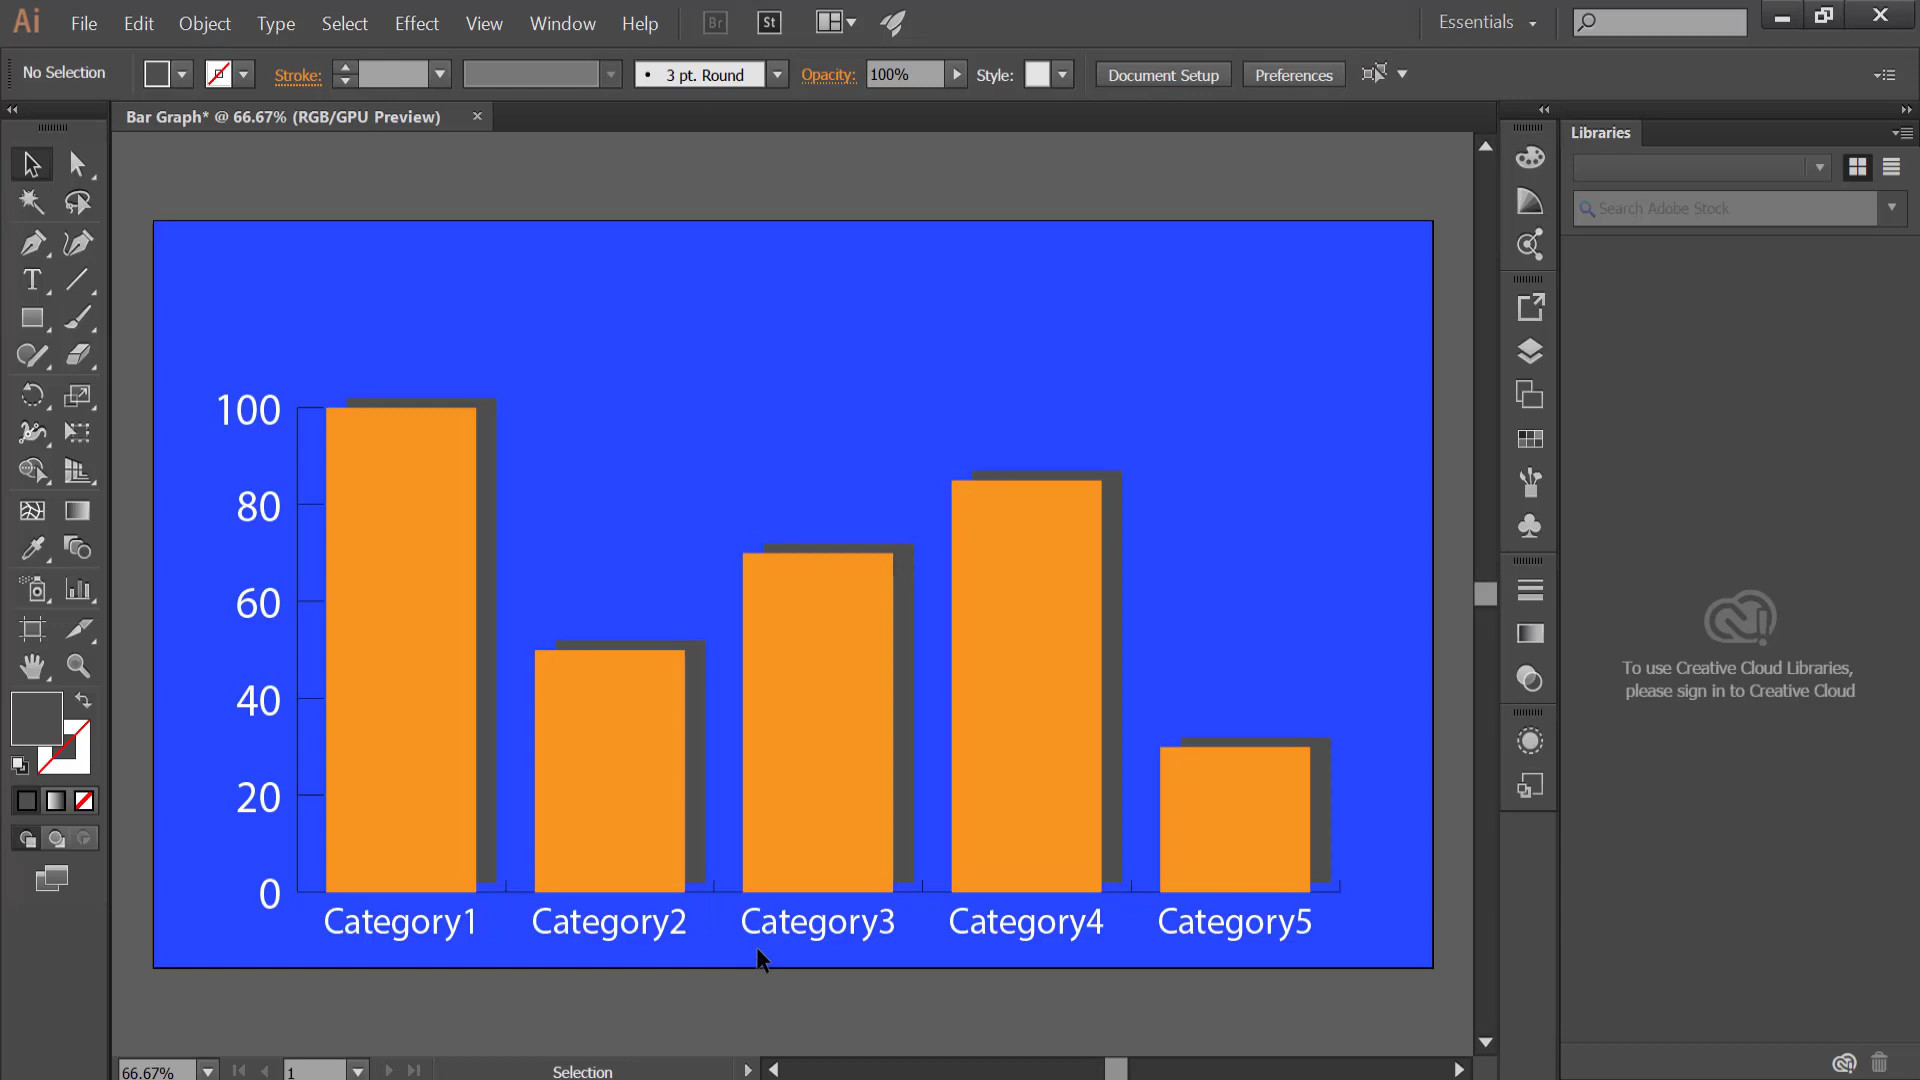 Ai File Edit Object Type Select Effect View Window Help Br St Essentials
No Selection Stroke: 3 pt. Round Opacity: 100% Style: Document Setup Preferences
Bar Graph* @ 66.67% (RGB/GPU Preview)
Libraries
Search Adobe Stock
100
80
60
40
20
0
Category1 Category2 Category3 Category4 Category5
To use Creative Cloud Libraries,
please sign in to Creative Cloud
66.67% 1 Selection